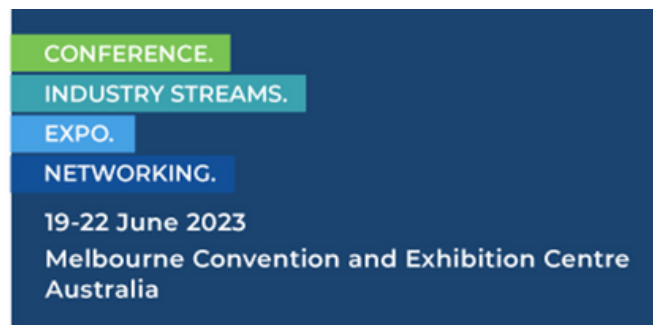 CONFERENCE.
INDUSTRY STREAMS.
EXPO.
NETWORKING.
19-22 June 2023
Melbourne Convention and Exhibition Centre
Australia